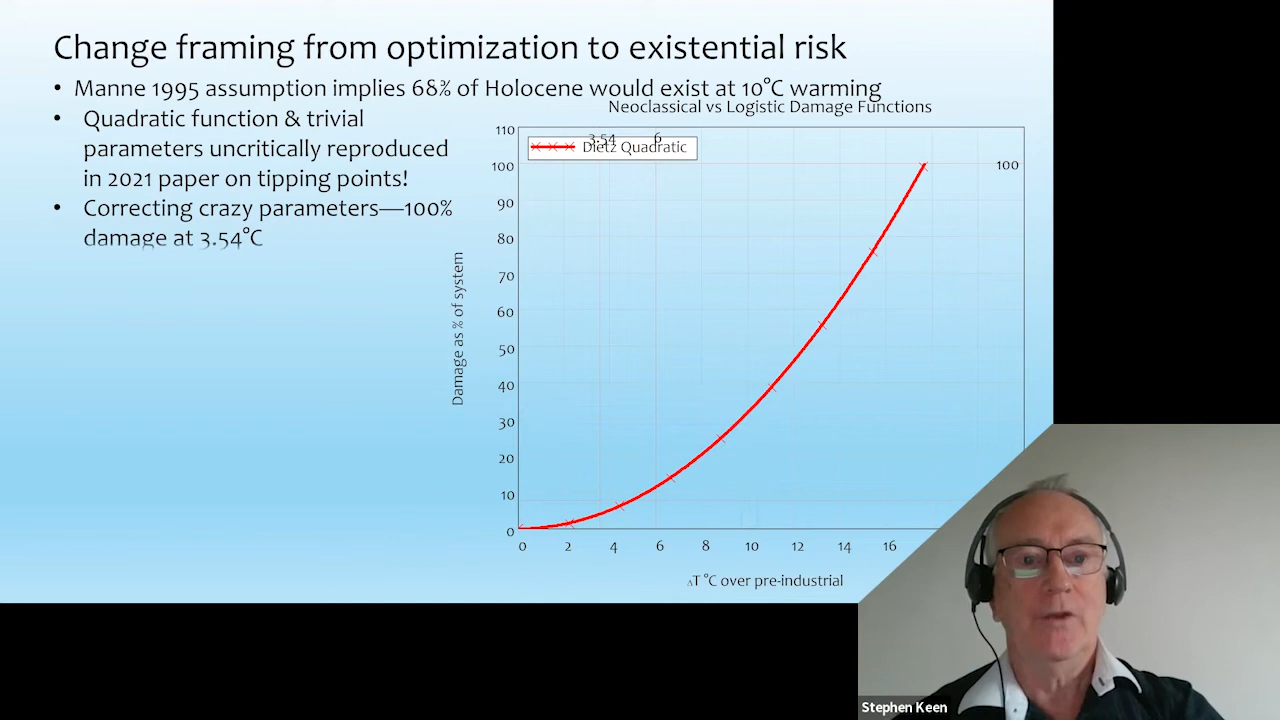 Change framing from optimization to existential risk
• Manne 1995 assumption implies 68% of Holocene would exist at 10°C warming
• Quadratic function & trivial
parameters uncritically reproduced
in 2021 paper on tipping points!
• Correcting crazy parameters—100%
damage at 3.54°C
Neoclassical vs Logistic Damage Functions
3.54 6
Dietz Quadratic
110
100 100
90
80
70
60
50
40
30
20
10
0
Damage as % of system
0 2 4 6 8 10 12 14 16
ΔT °C over pre-industrial
Stephen Keen